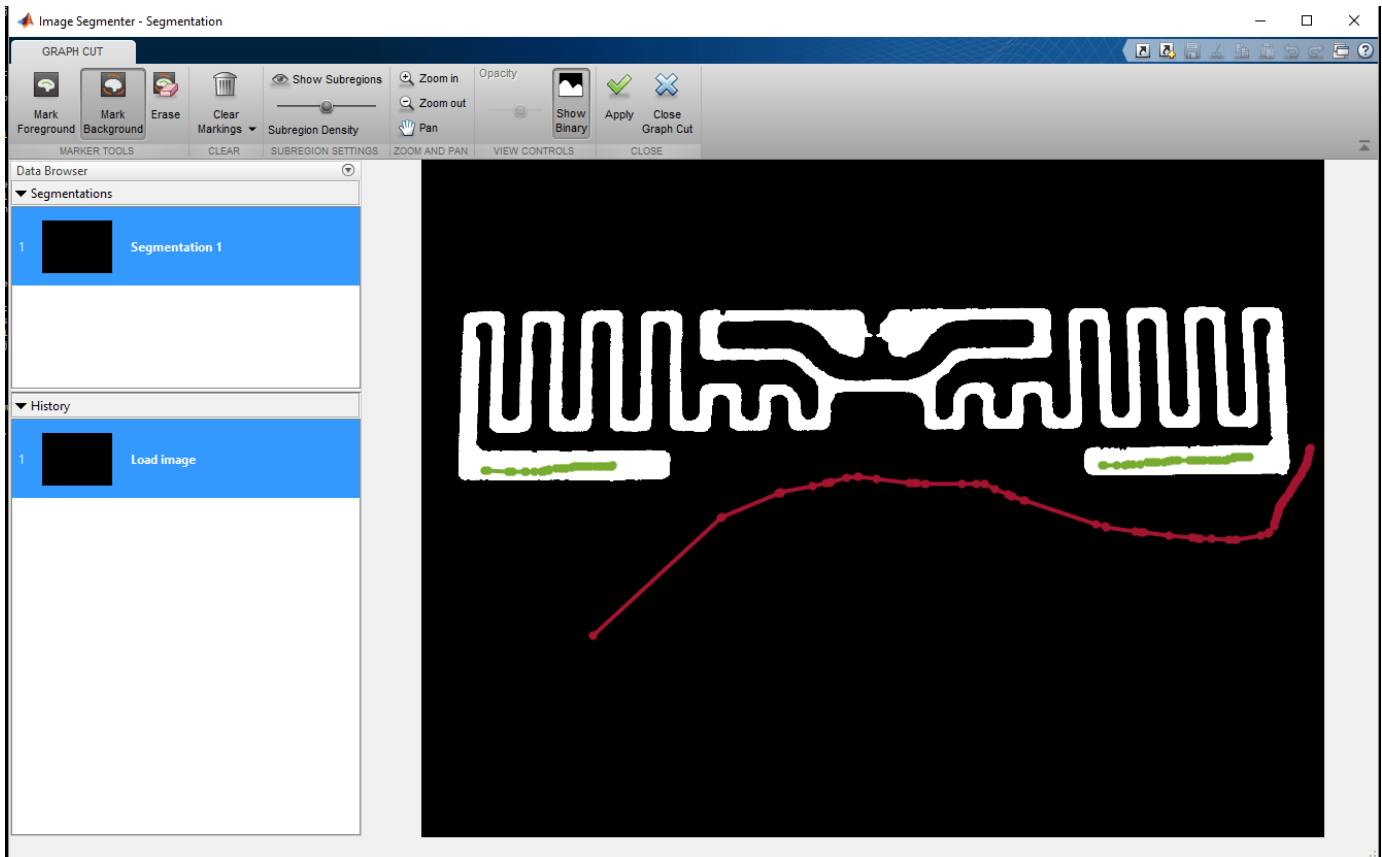 Image Segmenter - Segmentation
GRAPH CUT
Mark
Foreground
Mark
Background
Erase
Clear
Markings
Show Subregions
Subregion Density
Zoom in
Zoom out
Pan
Opacity
Show
Binary
Apply
Close
Graph Cut
MARKER TOOLS
CLEAR
SUBREGION SETTINGS
ZOOM AND PAN
VIEW CONTROLS
CLOSE
Data Browser
Segmentations
1 Segmentation 1
History
1 Load image